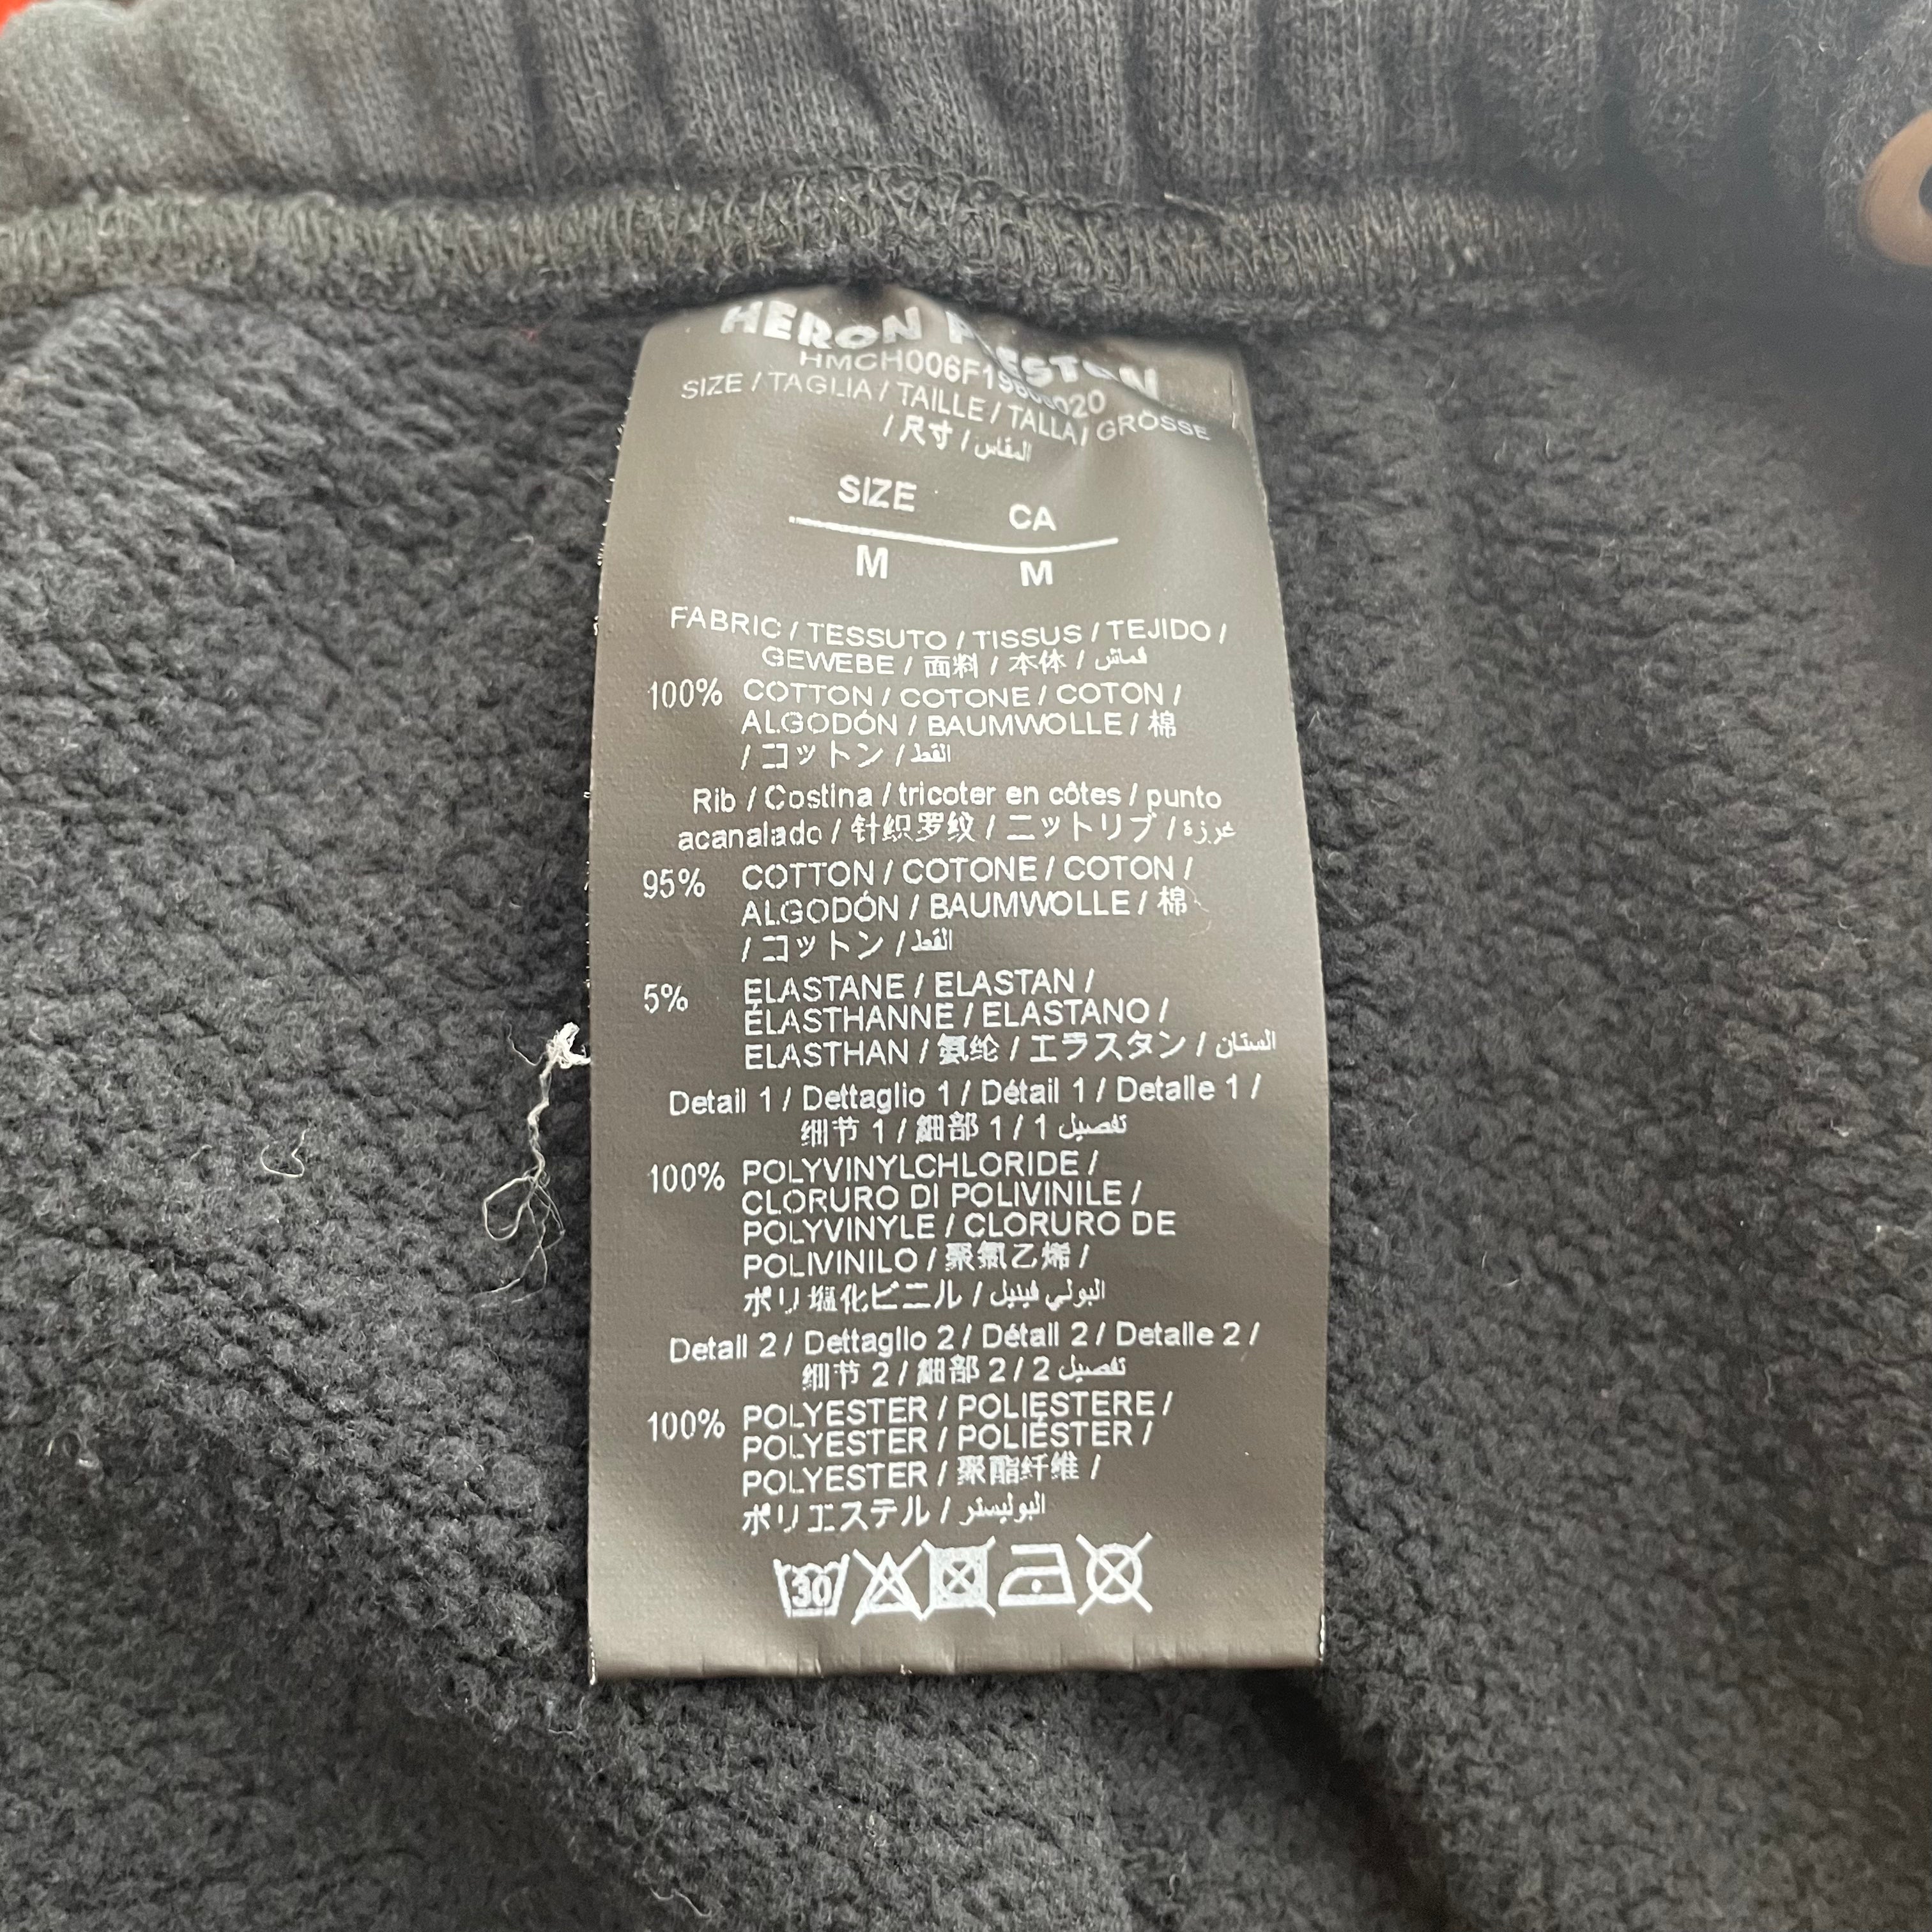 HERON PRESTON
SIZE / TAGLIA / TAILLE / TALLA / GRÖSSE
/ 尺寸 / المقاس
SIZE CA
M M
FABRIC / TESSUTO / TISSUS / TEJIDO /
GEWEBE / 面料 / 本体 / قماش
100% COTTON / COTONE / COTON /
ALGODÓN / BAUMWOLLE / 棉
/ コットン / القط
Rib / Costina / tricoter en côtes / punto
acanalado / 针织罗纹 / ニットリブ / غرزة
95% COTTON / COTONE / COTON /
ALGODÓN / BAUMWOLLE / 棉
/ コットン / القط
5% ELASTANE / ELASTAN /
ÉLASTHANNE / ELASTANO /
ELASTHAN / 氨纶 / エラスタン / الستان
Detail 1 / Dettaglio 1 / Détail 1 / Detalle 1 /
细节 1 / 細部 1 / 1 تفصيل
100% POLYVINYLCHLORIDE /
CLORURO DI POLIVINILE /
POLYVINYLE / CLORURO DE
POLIVINILO / 聚氯乙烯 /
ポリ塩化ビニル / البولي فينيل
Detail 2 / Dettaglio 2 / Détail 2 / Detalle 2 /
细节 2 / 細部 2 / 2 تفصيل
100% POLYESTER / POLIESTERE /
POLYESTER / POLIÉSTER /
POLYESTER / 聚酯纤维 /
ポリエステル / البوليستر
30